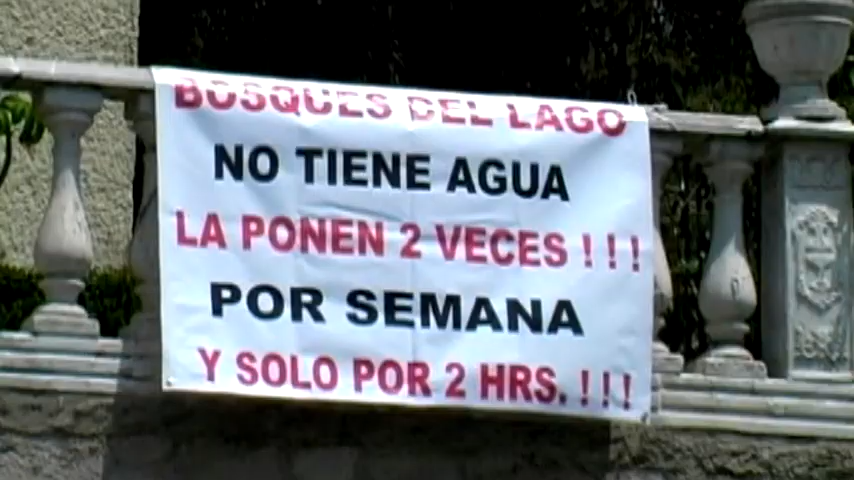 BOSQUES DEL LAGO
NO TIENE AGUA
LA PONEN 2 VECES ! ! !
POR SEMANA
Y SOLO POR 2 HRS. ! ! !